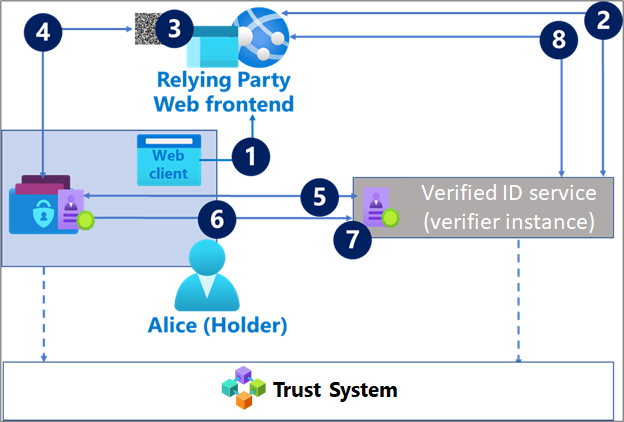 4
3
2
8
Relying Party
Web frontend
Web
client
1
5
Verified ID service
(verifier instance)
6
7
Alice (Holder)
Trust System